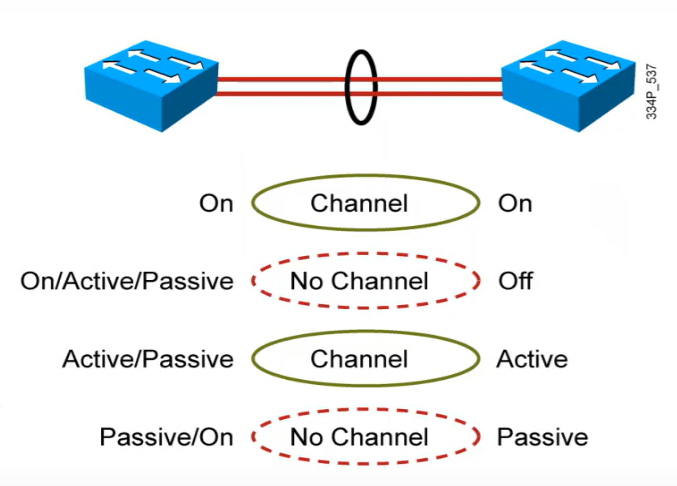 334P_537
On Channel On
On/Active/Passive No Channel Off
Active/Passive Channel Active
Passive/On No Channel Passive